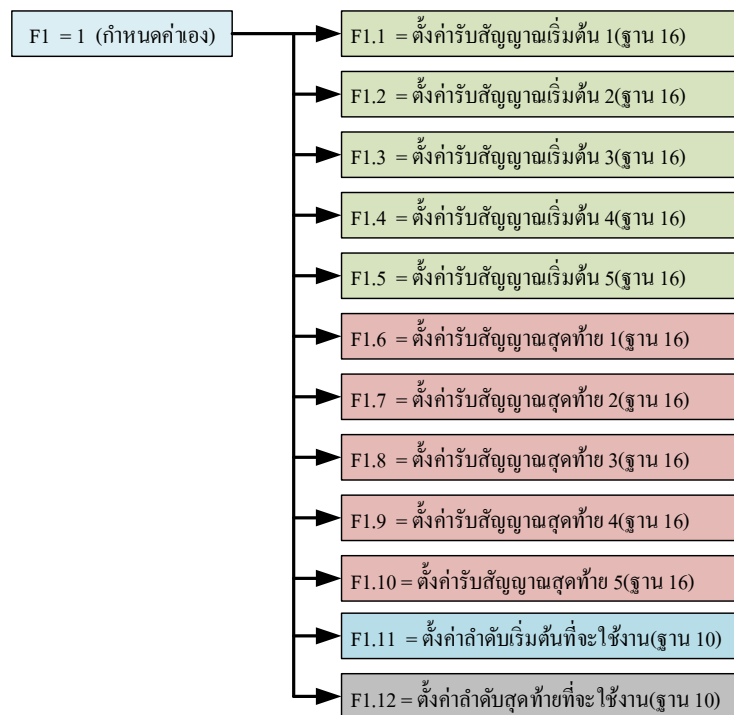 F1 = 1 (กำหนดค่าเอง)
F1.1 = ตั้งค่ารับสัญญาณเริ่มต้น 1(ฐาน 16)
F1.2 = ตั้งค่ารับสัญญาณเริ่มต้น 2(ฐาน 16)
F1.3 = ตั้งค่ารับสัญญาณเริ่มต้น 3(ฐาน 16)
F1.4 = ตั้งค่ารับสัญญาณเริ่มต้น 4(ฐาน 16)
F1.5 = ตั้งค่ารับสัญญาณเริ่มต้น 5(ฐาน 16)
F1.6 = ตั้งค่ารับสัญญาณสุดท้าย 1(ฐาน 16)
F1.7 = ตั้งค่ารับสัญญาณสุดท้าย 2(ฐาน 16)
F1.8 = ตั้งค่ารับสัญญาณสุดท้าย 3(ฐาน 16)
F1.9 = ตั้งค่ารับสัญญาณสุดท้าย 4(ฐาน 16)
F1.10 = ตั้งค่ารับสัญญาณสุดท้าย 5(ฐาน 16)
F1.11 = ตั้งค่าลำดับเริ่มต้นที่จะใช้งาน(ฐาน 10)
F1.12 = ตั้งค่าลำดับสุดท้ายที่จะใช้งาน(ฐาน 10)